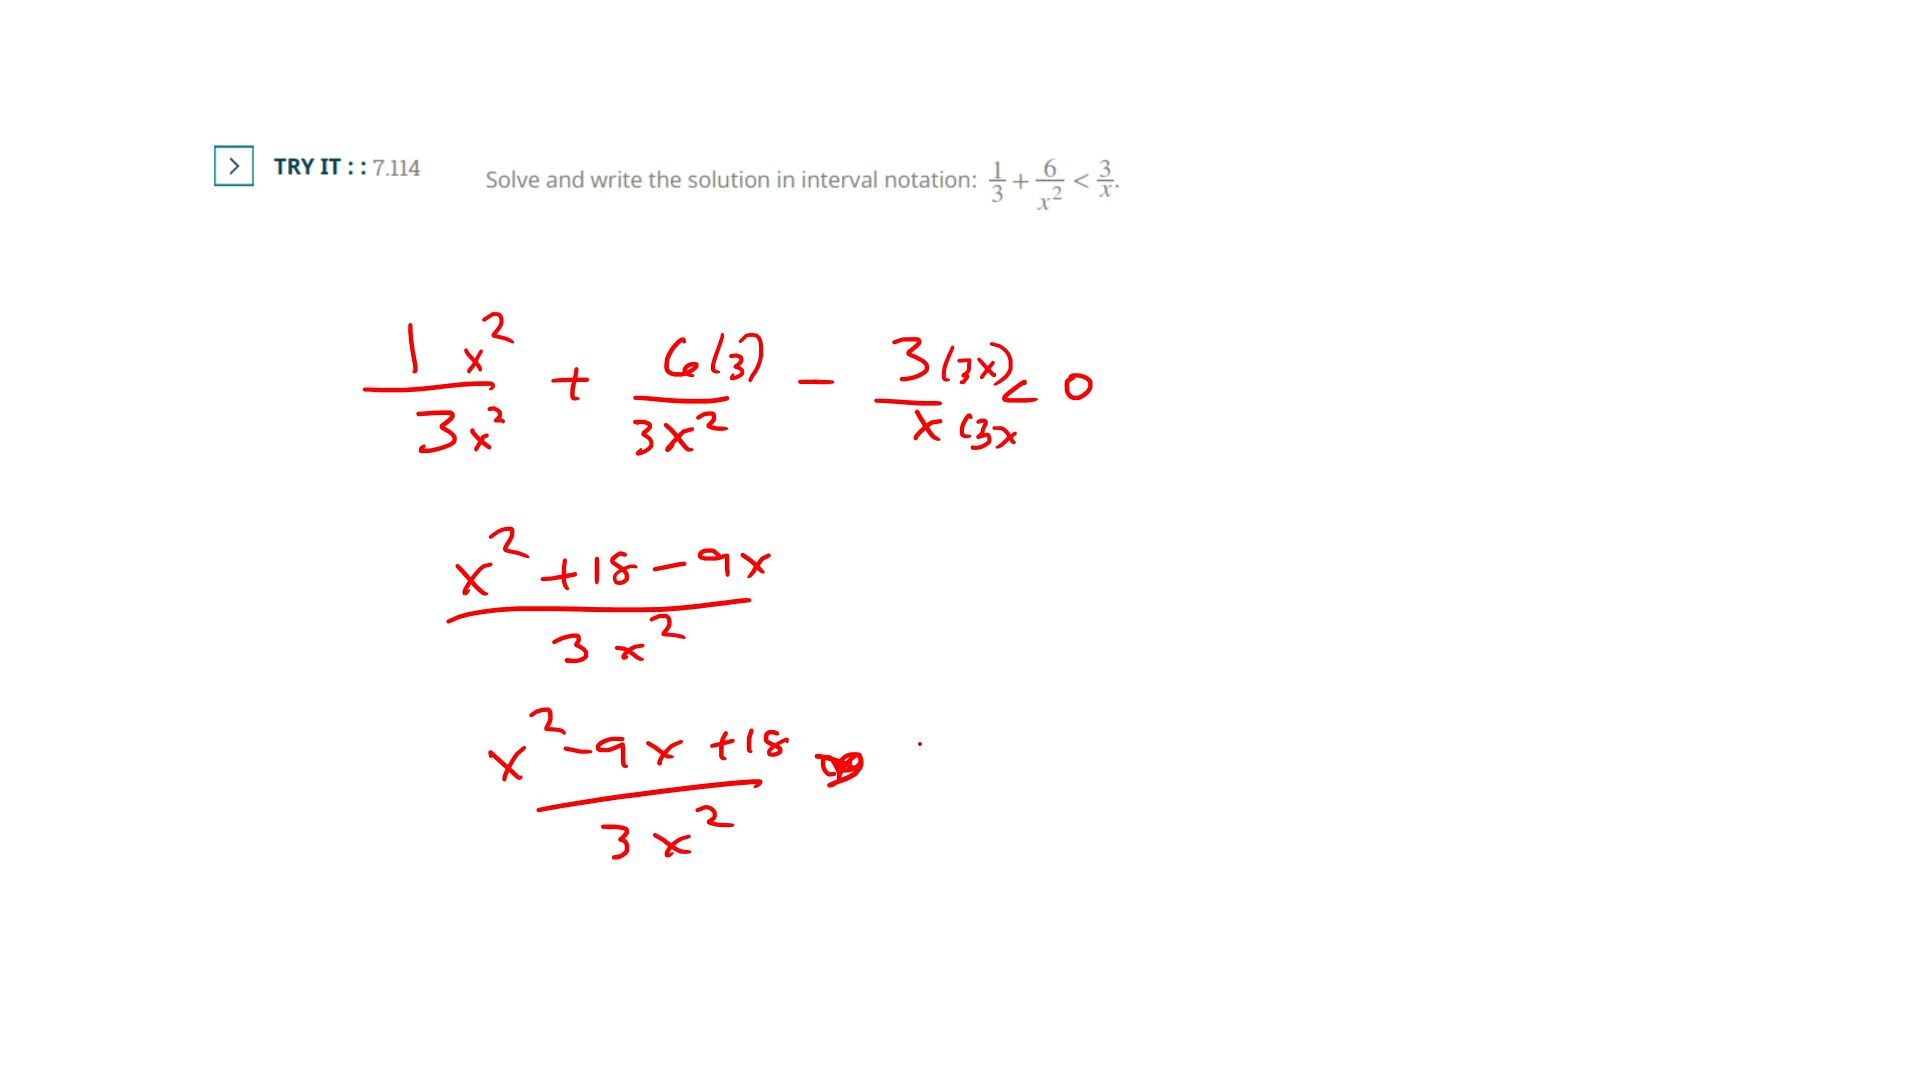 > TRY IT : : 7.114 Solve and write the solution in interval notation: 1/3 + 6/x² < 3/x.
1 x²/3x² + 6(3)/3x² − 3(3x)/x(3x < 0
x² + 18 − 9x / 3x²
x² − 9x + 18 / 3x²